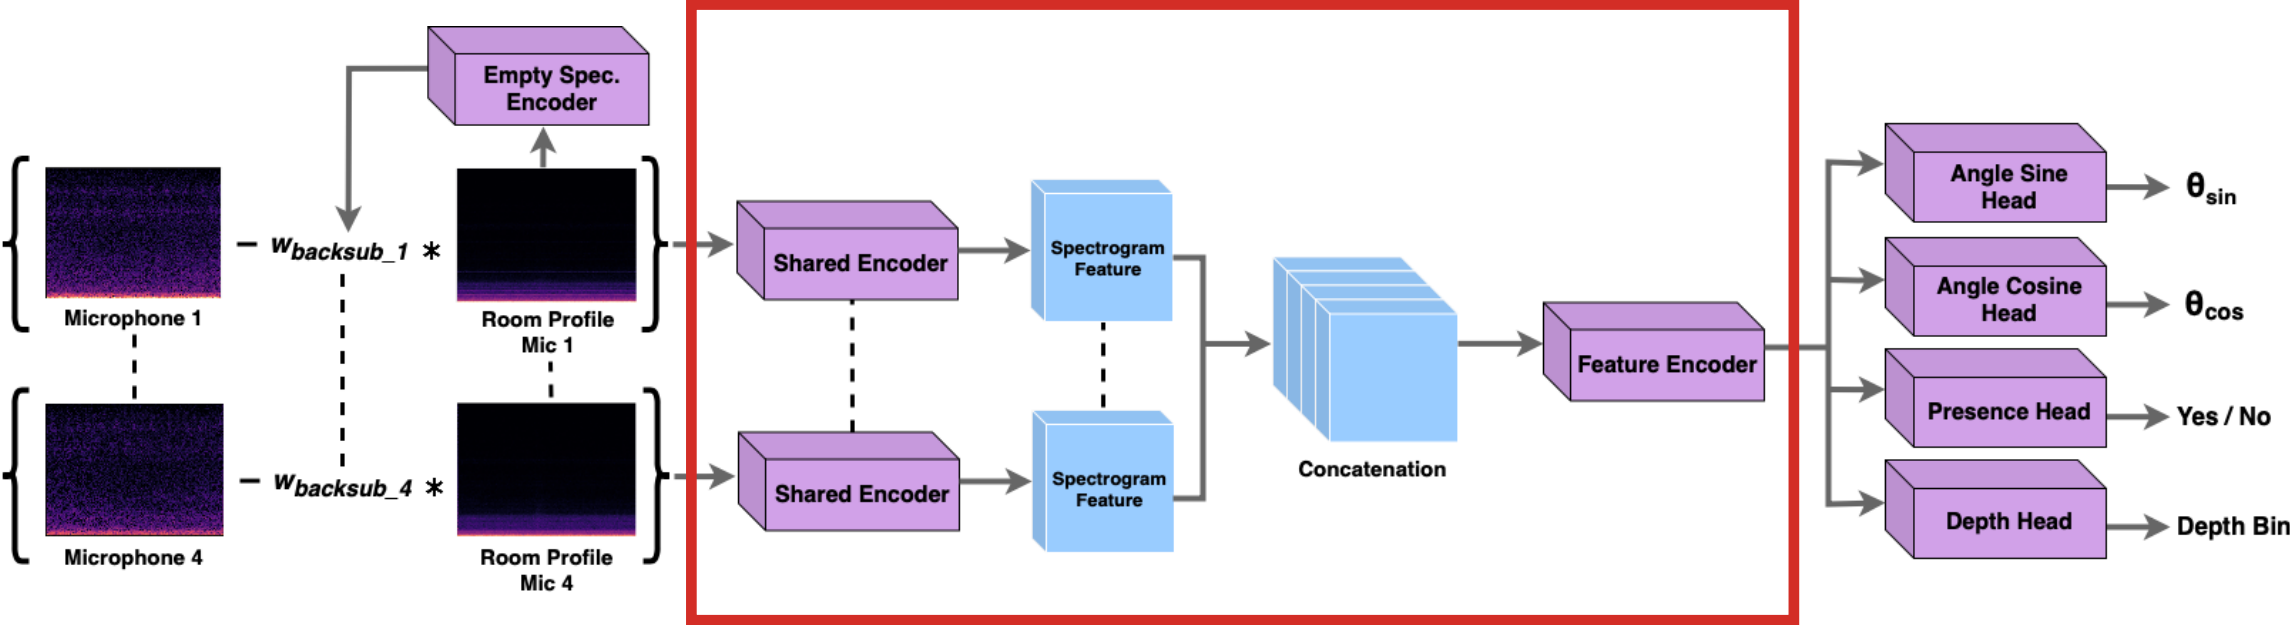 Empty Spec.
Encoder
− w_backsub_1 *
Microphone 1
Room Profile
Mic 1
− w_backsub_4 *
Microphone 4
Room Profile
Mic 4
Shared Encoder
Spectrogram
Feature
Shared Encoder
Spectrogram
Feature
Concatenation
Feature Encoder
Angle Sine
Head
θsin
Angle Cosine
Head
θcos
Presence Head
Yes / No
Depth Head
Depth Bin